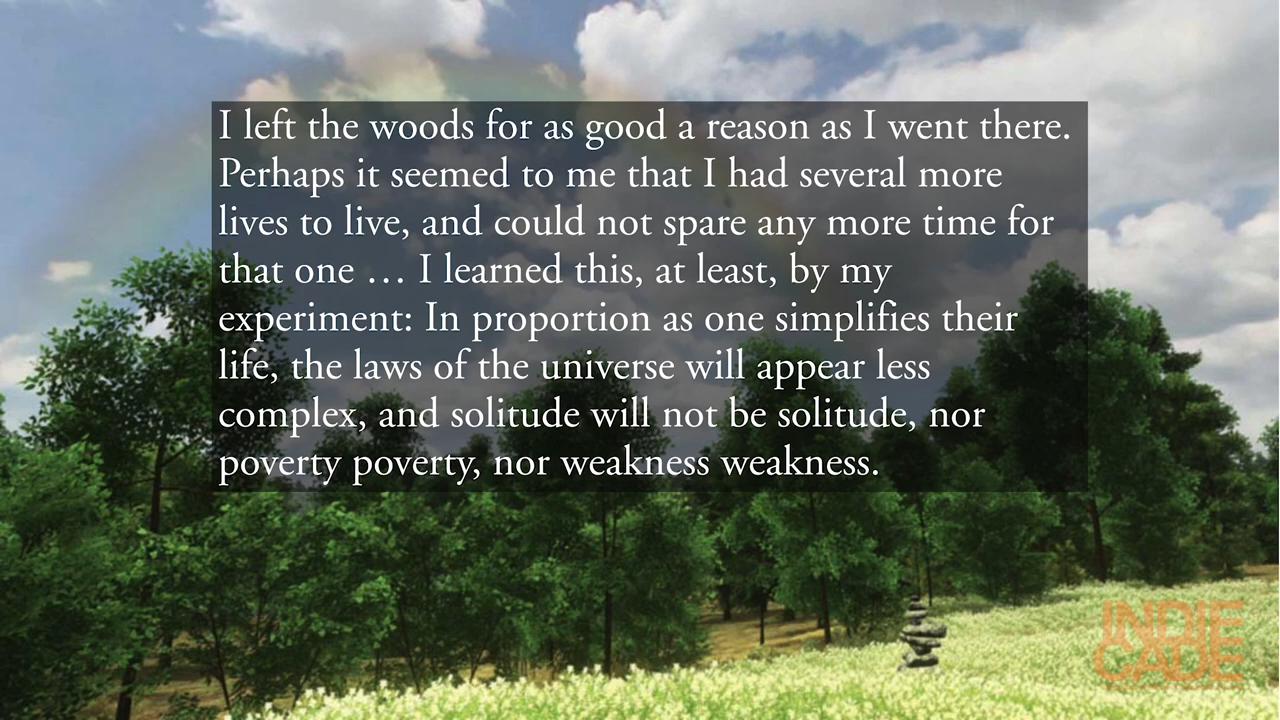 I left the woods for as good a reason as I went there.
Perhaps it seemed to me that I had several more
lives to live, and could not spare any more time for
that one … I learned this, at least, by my
experiment: In proportion as one simplifies their
life, the laws of the universe will appear less
complex, and solitude will not be solitude, nor
poverty poverty, nor weakness weakness.
INDIE
CADE